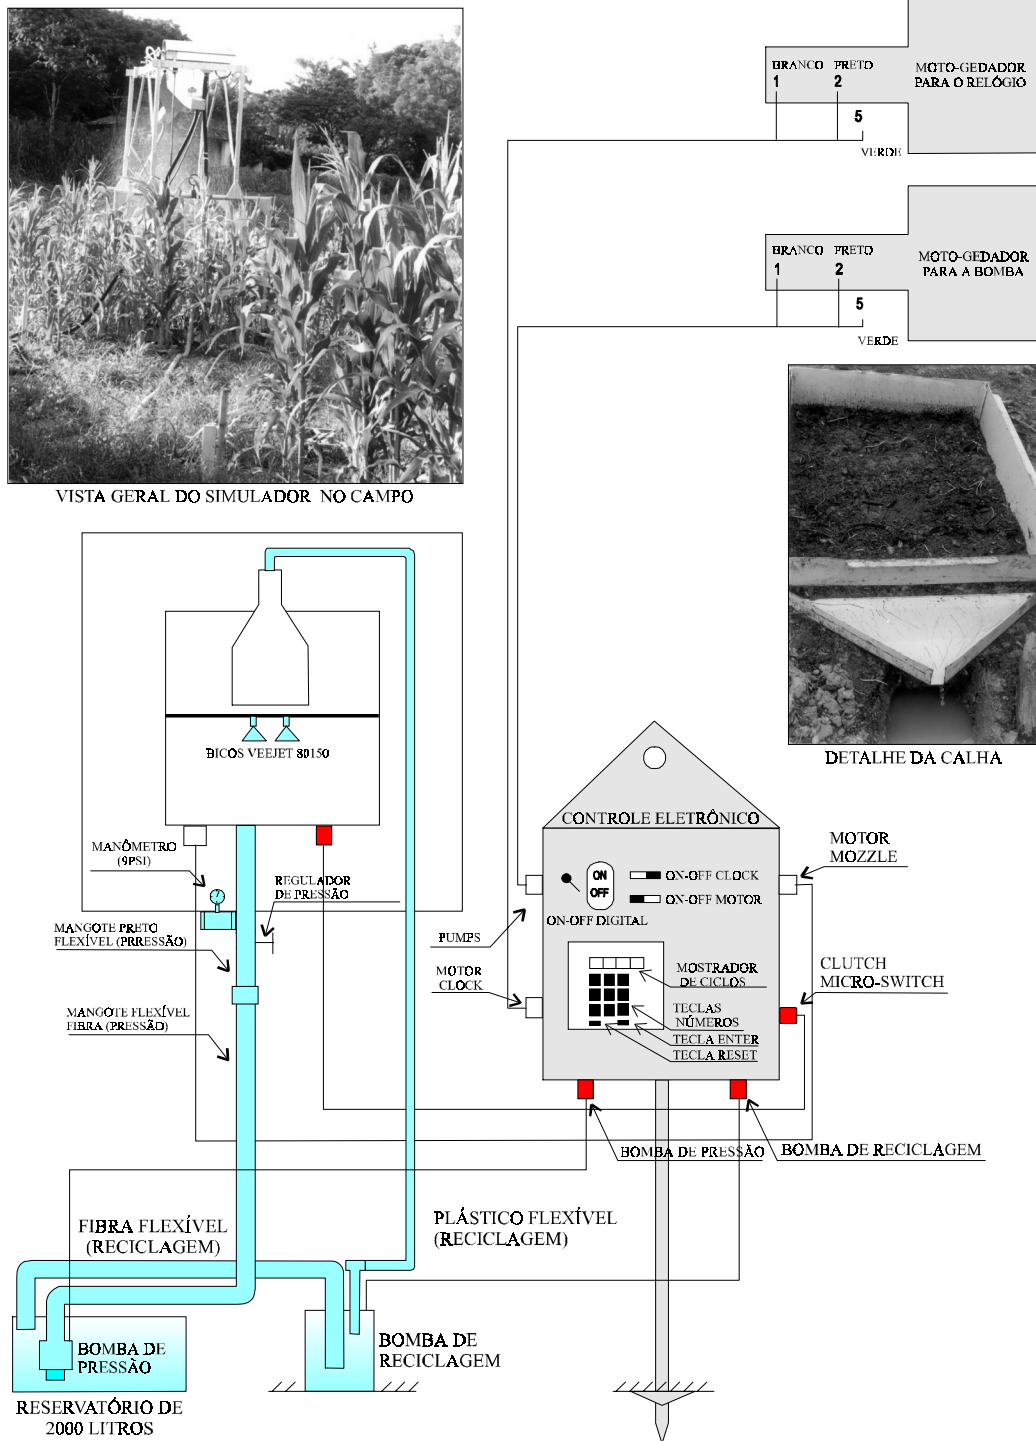 BRANCO PRETO
1 2
5
VERDE
MOTO-GEDADOR
PARA O RELÓGIO
BRANCO PRETO
1 2
5
VERDE
MOTO-GEDADOR
PARA A BOMBA
VISTA GERAL DO SIMULADOR NO CAMPO
DETALHE DA CALHA
BICOS VEEJET 80150
MANÔMETRO
(9PSI)
REGULADOR
DE PRESSÃO
MANGOTE PRETO
FLEXÍVEL (PRRESSÃO)
MANGOTE FLEXÍVEL
FIBRA (PRESSÃO)
CONTROLE ELETRÔNICO
ON
OFF
ON-OFF CLOCK
ON-OFF MOTOR
ON-OFF DIGITAL
MOTOR
MOZZLE
PUMPS
MOTOR
CLOCK
MOSTRADOR
DE CICLOS
TECLAS
NÚMEROS
TECLA ENTER
TECLA RESET
CLUTCH
MICRO-SWITCH
BOMBA DE PRESSÃO
BOMBA DE RECICLAGEM
FIBRA FLEXÍVEL
(RECICLAGEM)
PLÁSTICO FLEXÍVEL
(RECICLAGEM)
BOMBA DE
PRESSÃO
BOMBA DE
RECICLAGEM
RESERVATÓRIO DE
2000 LITROS